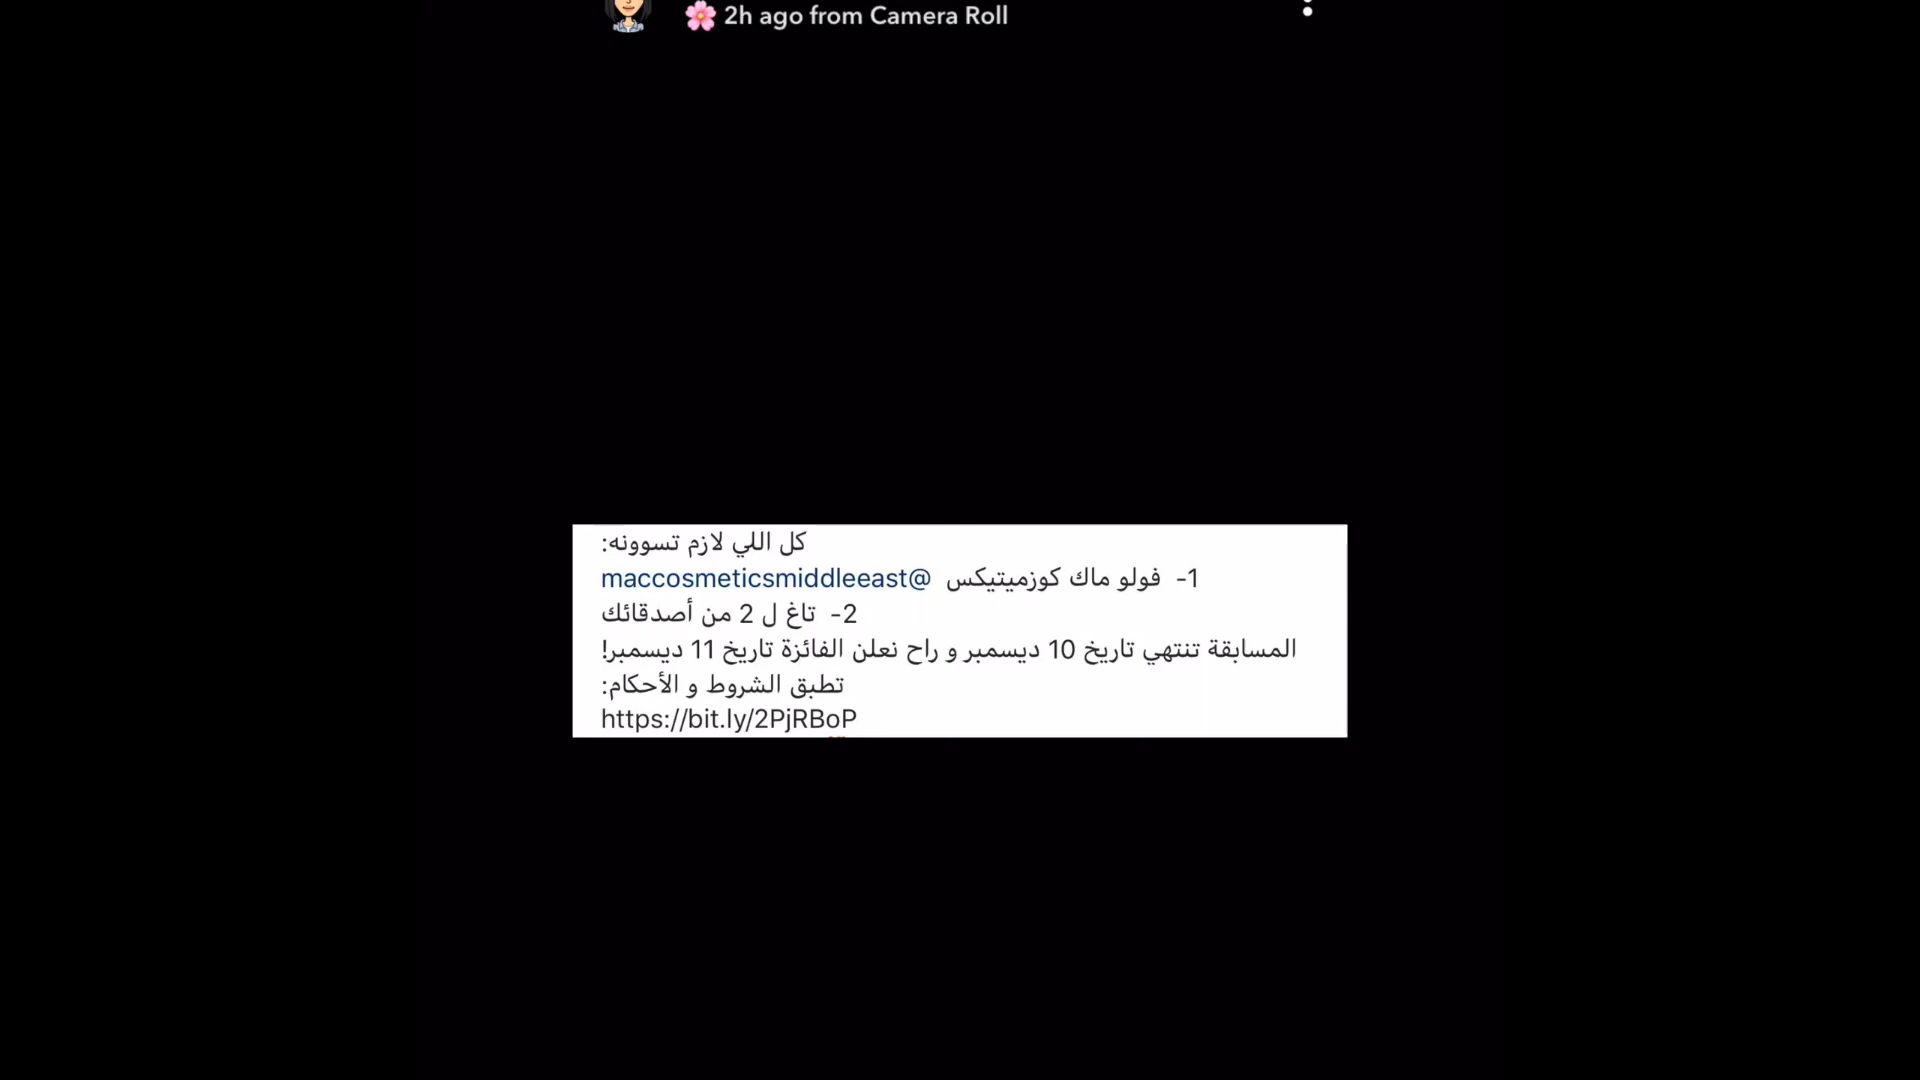 🌸 2h ago from Camera Roll
كل اللي لازم تسوونه:
1- فولو ماك كوزميتيكس @maccosmeticsmiddleeast
2- تاغ ل 2 من أصدقائك
المسابقة تنتهي تاريخ 10 ديسمبر و راح نعلن الفائزة تاريخ 11 ديسمبر!
تطبق الشروط و الأحكام:
https://bit.ly/2PjRBoP